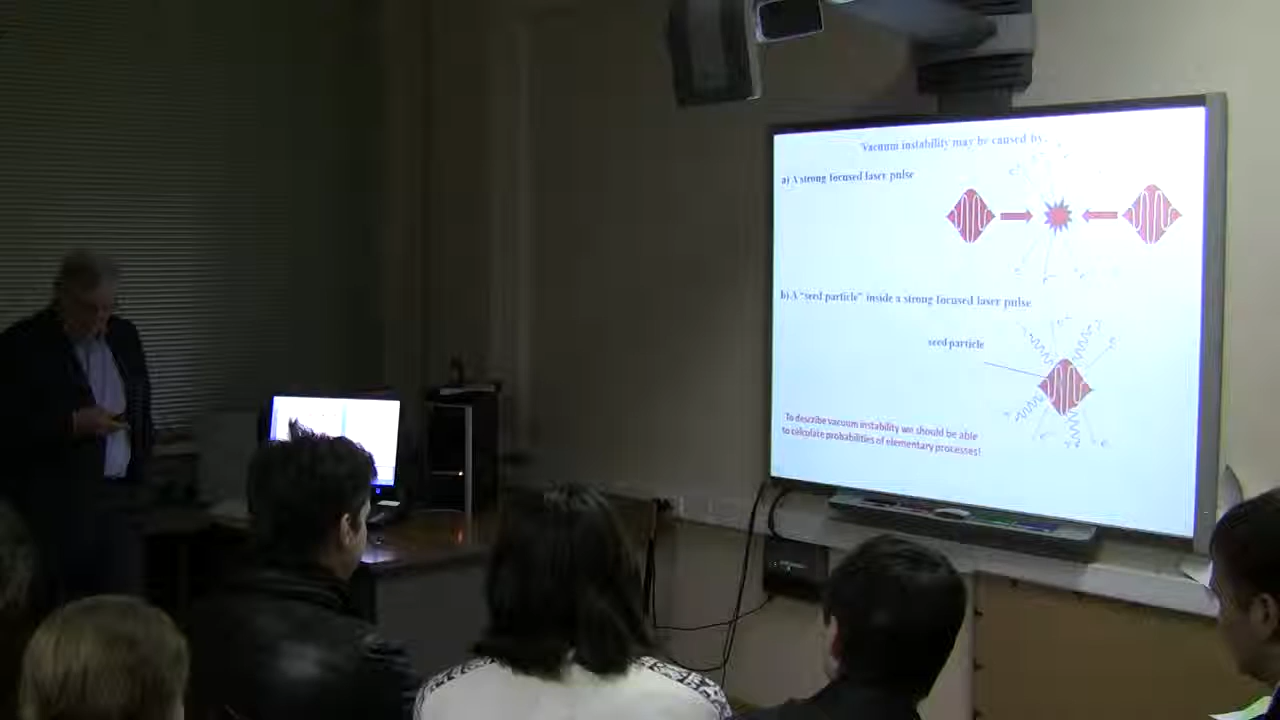 Vacuum instability may be caused by:
a) A strong focused laser pulse
b) A "seed particle" inside a strong focused laser pulse
seed particle
To describe vacuum instability we should be able
to calculate probabilities of elementary processes!